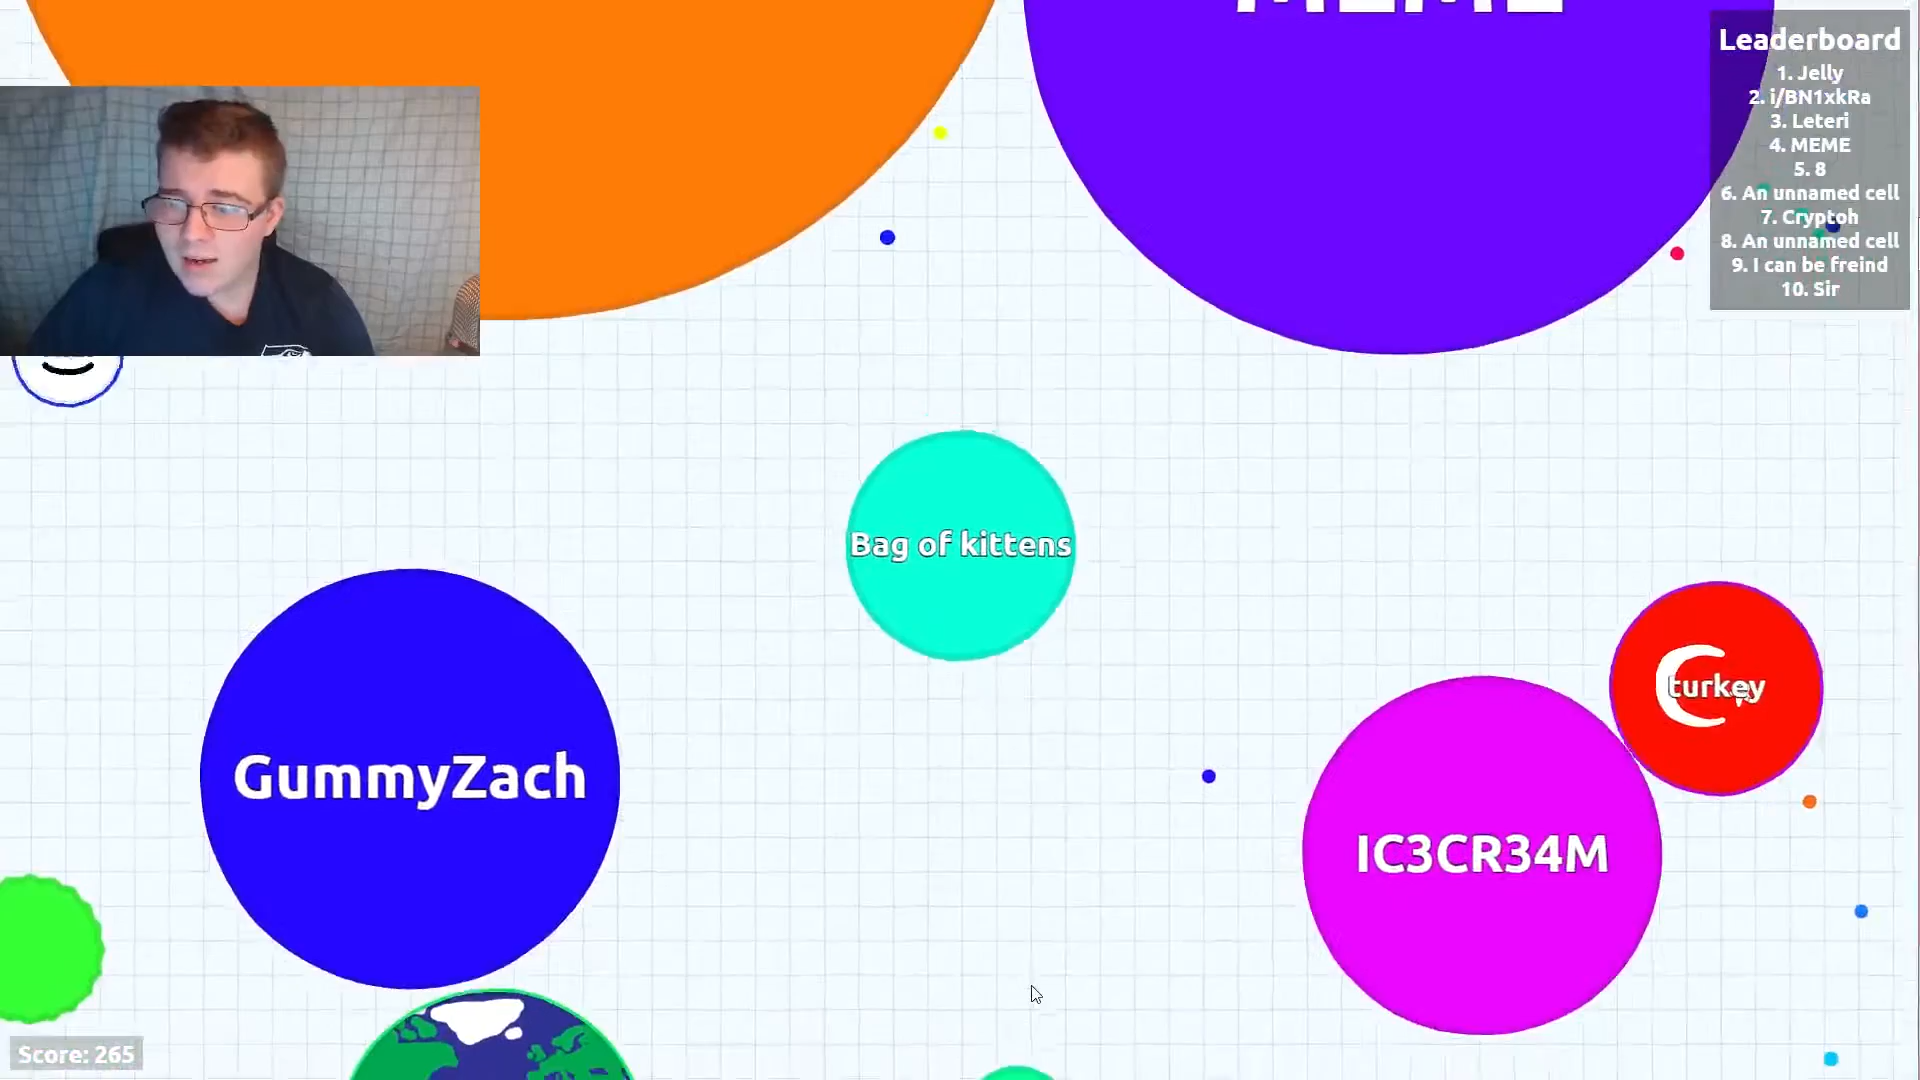 MEME
Leaderboard
1. Jelly
2. i/BN1xkRa
3. Leteri
4. MEME
5. 8
6. An unnamed cell
7. Cryptoh
8. An unnamed cell
9. I can be freind
10. Sir
Bag of kittens
turkey
GummyZach
IC3CR34M
Score: 265